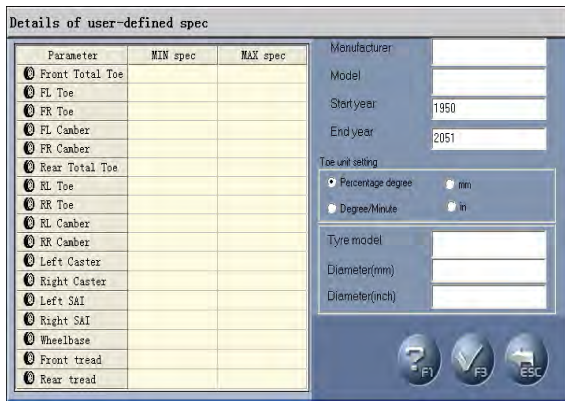 Details of user-defined spec
Parameter MIN spec MAX spec
Front Total Toe
FL Toe
FR Toe
FL Camber
FR Camber
Rear Total Toe
RL Toe
RR Toe
RL Camber
RR Camber
Left Caster
Right Caster
Left SAI
Right SAI
Wheelbase
Front tread
Rear tread
Manufacturer
Model
Start year 1950
End year 2051
Toe unit setting
Percentage degree mm
Degree/Minute in
Tyre model
Diameter(mm)
Diameter(inch)
? F1 F3 ESC